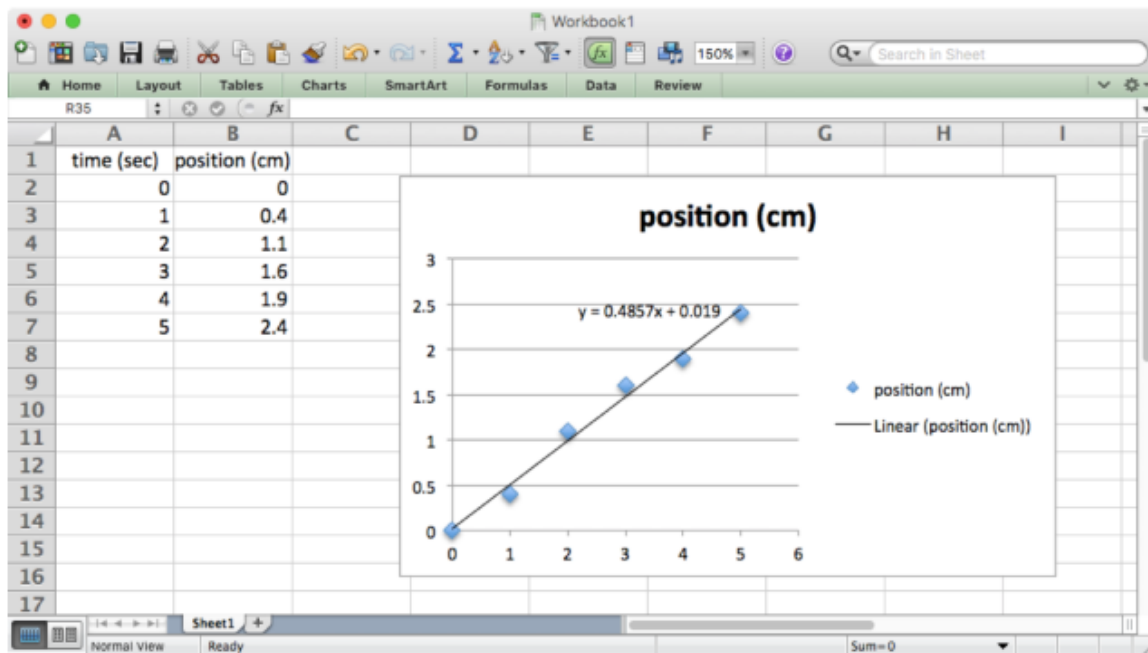 Workbook1
150%
Search in Sheet
Home Layout Tables Charts SmartArt Formulas Data Review
R35 fx
A B C D E F G H I
1 time (sec) position (cm)
2 0 0
3 1 0.4
4 2 1.1
5 3 1.6
6 4 1.9
7 5 2.4
8
9
10
11
12
13
14
15
16
17
position (cm)
3
2.5
y = 0.4857x + 0.019
2
1.5
1
0.5
0
0 1 2 3 4 5 6
position (cm)
Linear (position (cm))
Sheet1
Normal View Ready Sum=0